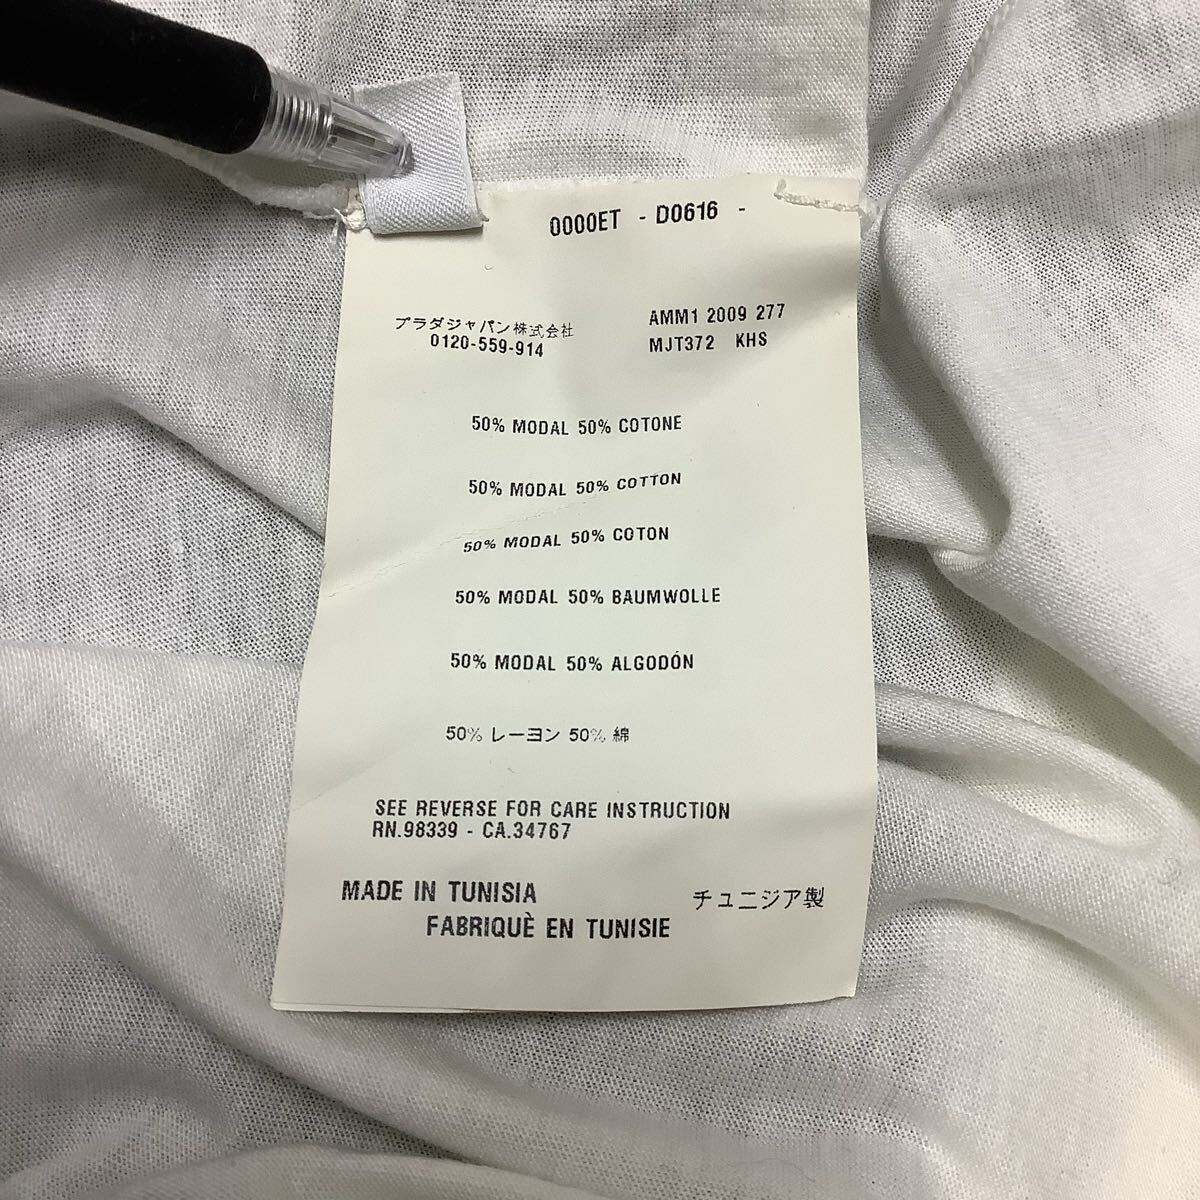 0000ET - D0616 -
プラダジャパン株式会社
0120-559-914
AMM1 2009 277
MJT372 KHS
50% MODAL 50% COTONE
50% MODAL 50% COTTON
50% MODAL 50% COTON
50% MODAL 50% BAUMWOLLE
50% MODAL 50% ALGODÓN
50% レーヨン 50% 綿
SEE REVERSE FOR CARE INSTRUCTION
RN.98339 - CA.34767
MADE IN TUNISIA
FABRIQUÈ EN TUNISIE
チュニジア製